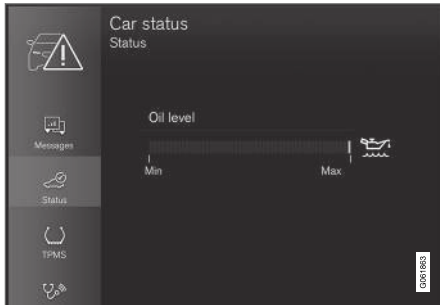 Car status
Status
Messages
Status
TPMS
Oil level
Min Max
G061863